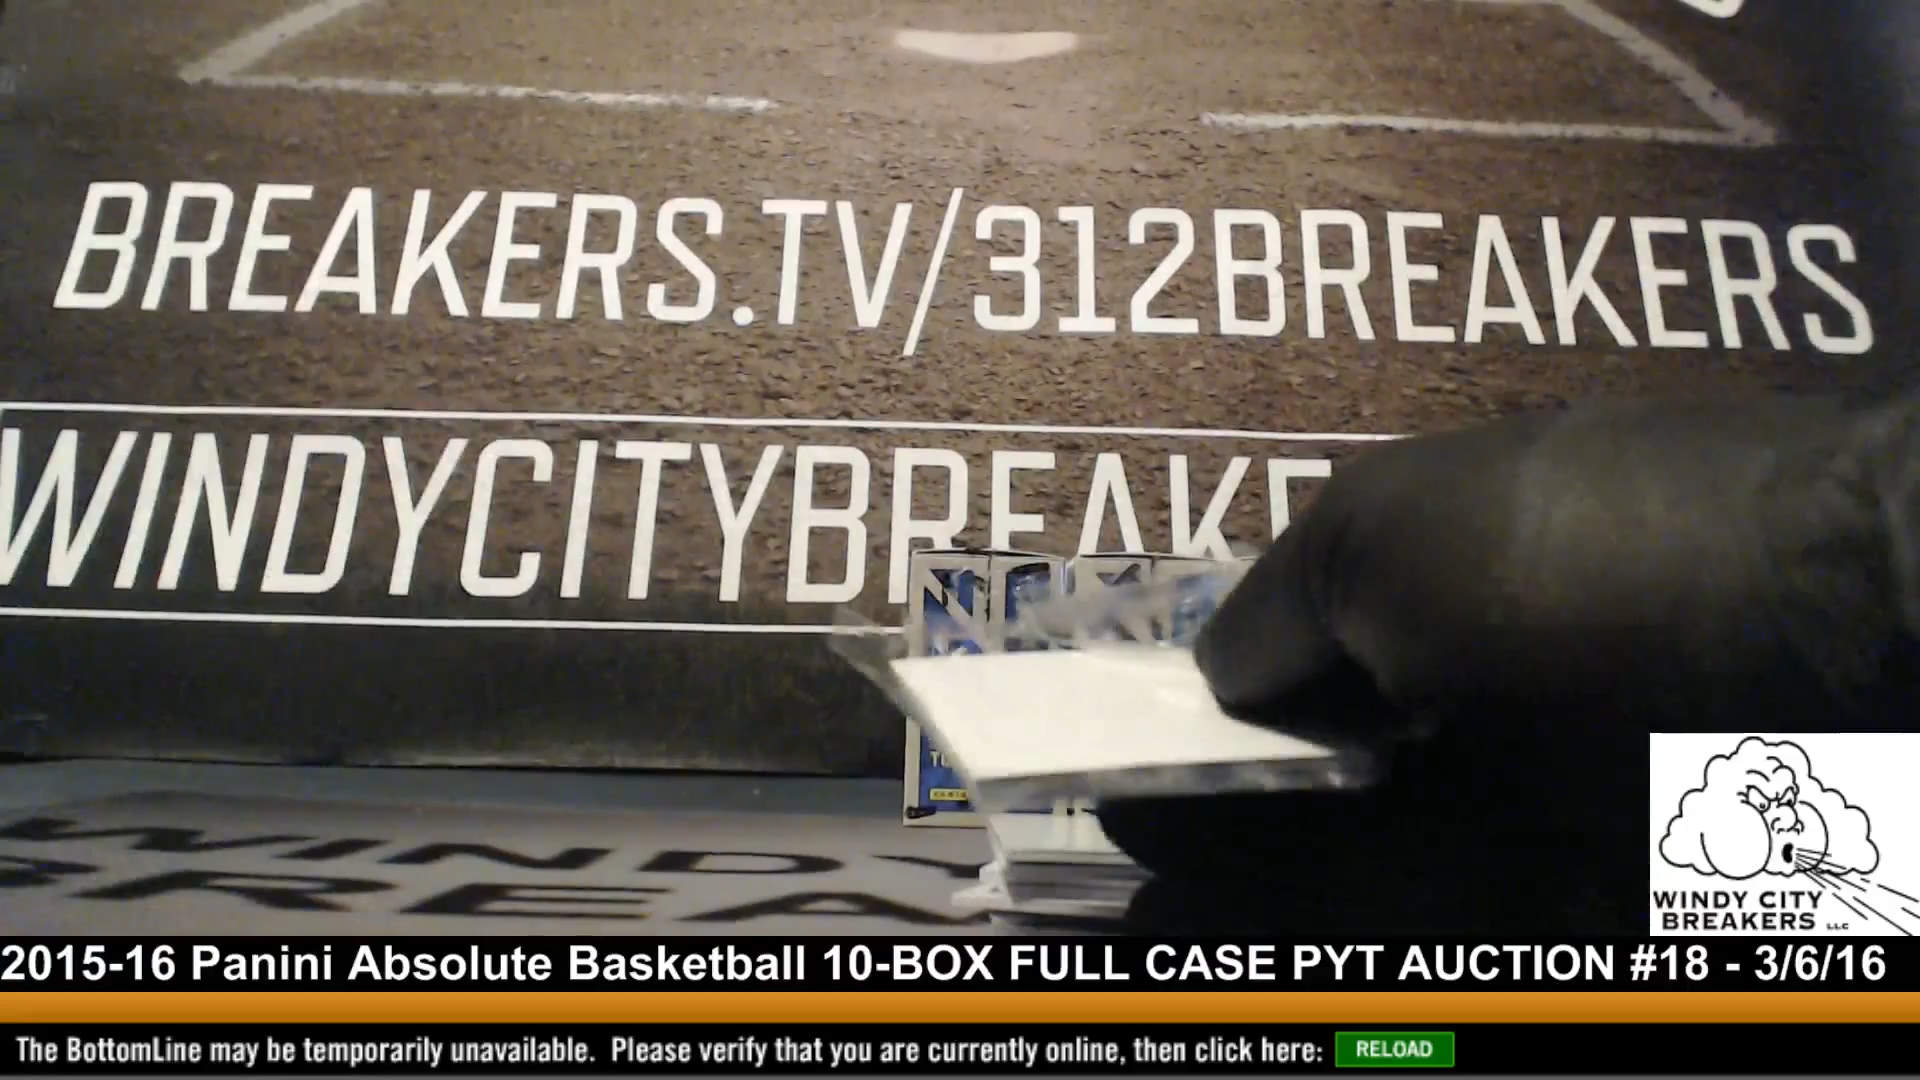 BREAKERS.TV/312BREAKERS
WINDYCITYBREAKE
WINDY
BREA
WINDY CITY
BREAKERS LLC
2015-16 Panini Absolute Basketball 10-BOX FULL CASE PYT AUCTION #18 - 3/6/16
The BottomLine may be temporarily unavailable. Please verify that you are currently online, then click here: RELOAD